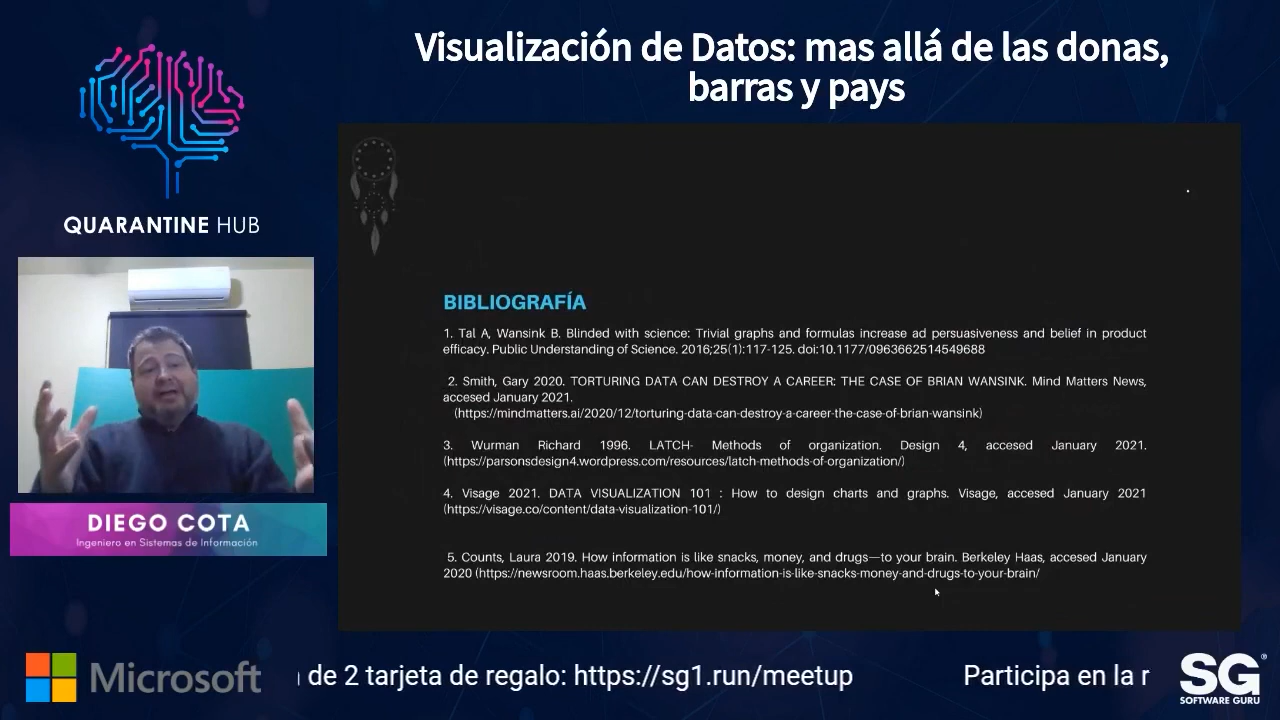 Visualización de Datos: mas allá de las donas,
barras y pays
QUARANTINE HUB
BIBLIOGRAFÍA
1. Tal A, Wansink B. Blinded with science: Trivial graphs and formulas increase ad persuasiveness and belief in product
efficacy. Public Understanding of Science. 2016;25(1):117-125. doi:10.1177/0963662514549688
2. Smith, Gary 2020. TORTURING DATA CAN DESTROY A CAREER: THE CASE OF BRIAN WANSINK. Mind Matters News,
accesed January 2021.
(https://mindmatters.ai/2020/12/torturing-data-can-destroy-a-career-the-case-of-brian-wansink)
3. Wurman Richard 1996. LATCH- Methods of organization. Design 4, accesed January 2021.
(https://parsonsdesign4.wordpress.com/resources/latch-methods-of-organization/)
4. Visage 2021. DATA VISUALIZATION 101 : How to design charts and graphs. Visage, accesed January 2021
(https://visage.co/content/data-visualization-101/)
5. Counts, Laura 2019. How information is like snacks, money, and drugs—to your brain. Berkeley Haas, accesed January
2020 (https://newsroom.haas.berkeley.edu/how-information-is-like-snacks-money-and-drugs-to-your-brain/
DIEGO COTA
Ingeniero en Sistemas de Información
Microsoft
de 2 tarjeta de regalo: https://sg1.run/meetup Participa en la r
SG®
SOFTWARE GURU